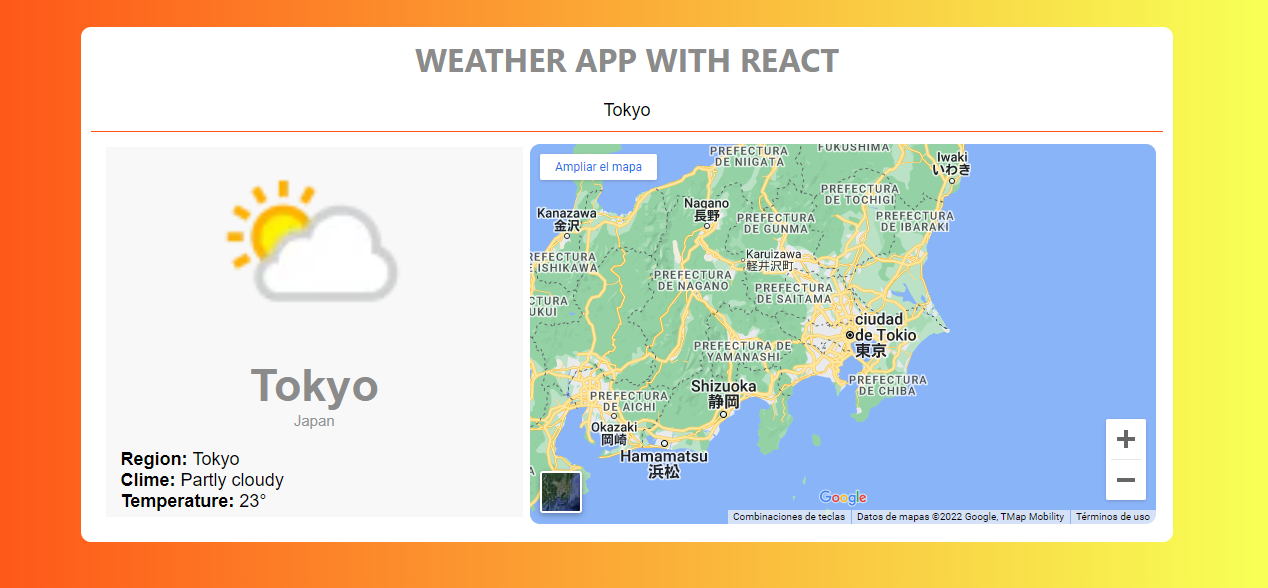 WEATHER APP WITH REACT
Tokyo
Tokyo
Japan
Region: Tokyo
Clime: Partly cloudy
Temperature: 23°
Ampliar el mapa
PREFECTURA
DE NIIGATA
FUKUSHIMA
Iwaki
いわき
PREFECTURA
DE TOCHIGI
Nagano
長野
Kanazawa
金沢
PREFECTURA
DE GUNMA
PREFECTURA
DE IBARAKI
Karuizawa
軽井沢町
REFECTURA
E ISHIKAWA
PREFECTURA
DE NAGANO
PREFECTURA
DE SAITAMA
CTURA
UKUI
ciudad
de Tokio
東京
PREFECTURA DE
YAMANASHI
PREFECTURA
DE CHIBA
Shizuoka
静岡
PREFECTURA
DE AICHI
Okazaki
岡崎
Hamamatsu
浜松
Google
Combinaciones de teclas
Datos de mapas ©2022 Google, TMap Mobility
Términos de uso